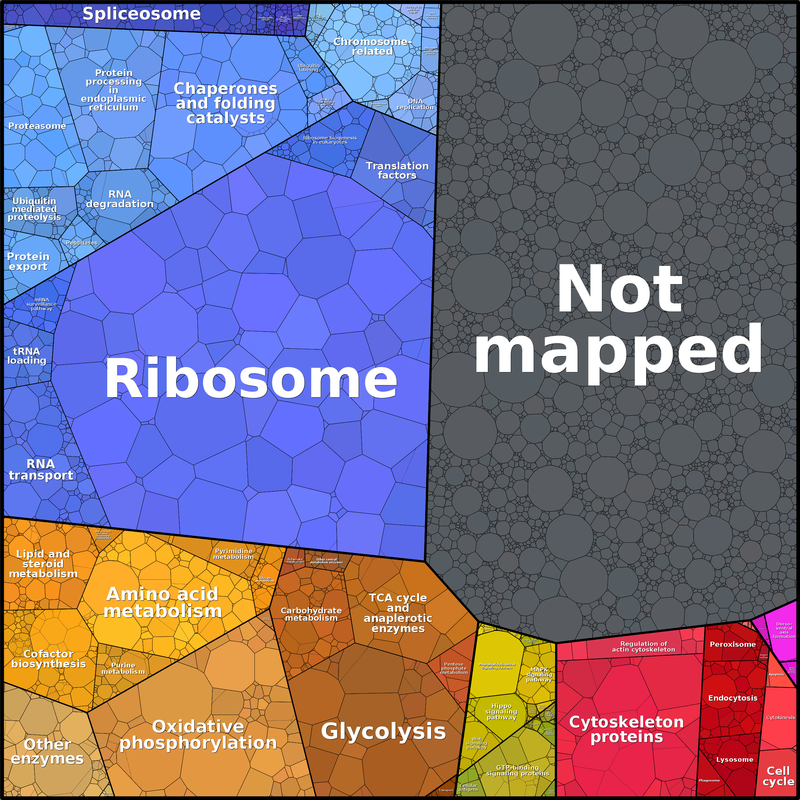 Spliceosome
Chromosome-
related
Protein
processing
in
endoplasmic
reticulum
Chaperones
and folding
catalysts
Proteasome
DNA
replication
Ribosome biogenesis
in eukaryotes
Translation
factors
Ubiquitin
mediated
proteolysis
RNA
degradation
Protein
export
mRNA
surveillance
pathway
tRNA
loading
Ribosome
Not
mapped
RNA
transport
Lipid and
steroid
metabolism
Pyrimidine
metabolism
Amino acid
metabolism
Carbohydrate
metabolism
TCA cycle
and
anaplerotic
enzymes
Cofactor
biosynthesis
Purine
metabolism
Pentose
phosphate
metabolism
Other
enzymes
Oxidative
phosphorylation
Glycolysis
MAPK
signaling
pathway
Hippo
signaling
pathway
GTP-binding
signaling proteins
Regulation of
actin cytoskeleton
Cytoskeleton
proteins
Peroxisome
Endocytosis
Lysosome
Cytokinesis
Cell
cycle